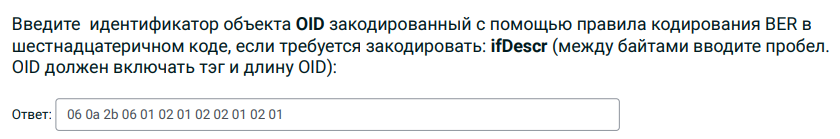 Введите идентификатор объекта OID закодированный с помощью правила кодирования BER в
шестнадцатеричном коде, если требуется закодировать: ifDescr (между байтами вводите пробел.
OID должен включать тэг и длину OID):
Ответ: 06 0a 2b 06 01 02 01 02 02 01 02 01